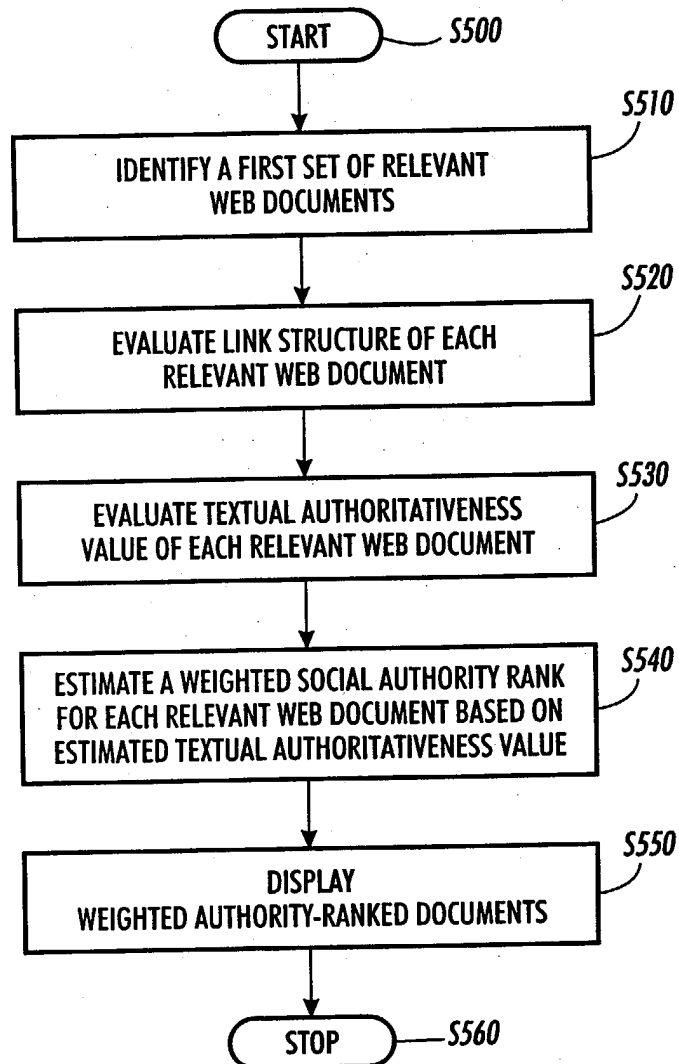 START
S500
S510
IDENTIFY A FIRST SET OF RELEVANT
WEB DOCUMENTS
S520
EVALUATE LINK STRUCTURE OF EACH
RELEVANT WEB DOCUMENT
S530
EVALUATE TEXTUAL AUTHORITATIVENESS
VALUE OF EACH RELEVANT WEB DOCUMENT
S540
ESTIMATE A WEIGHTED SOCIAL AUTHORITY RANK
FOR EACH RELEVANT WEB DOCUMENT BASED ON
ESTIMATED TEXTUAL AUTHORITATIVENESS VALUE
S550
DISPLAY
WEIGHTED AUTHORITY-RANKED DOCUMENTS
STOP
S560